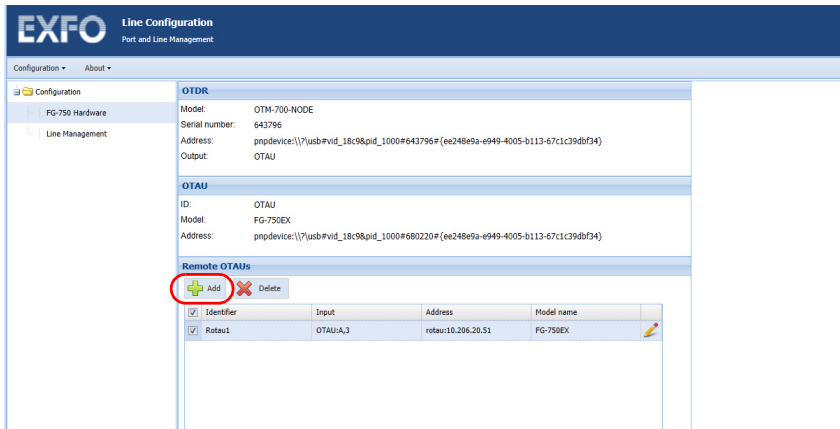 EXFO
Line Configuration
Port and Line Management
Configuration
About
Configuration
FG-750 Hardware
Line Management
OTDR
Model: OTM-700-NODE
Serial number: 643796
Address: pnpdevice:\\?\usb#vid_18c9&pid_1000#643796#{ee248e9a-e949-4005-b113-67c1c39dbf34}
Output: OTAU
OTAU
ID: OTAU
Model: FG-750EX
Address: pnpdevice:\\?\usb#vid_18c9&pid_1000#680220#{ee248e9a-e949-4005-b113-67c1c39dbf34}
Remote OTAUs
Add Delete
Identifier Input Address Model name
Rotau1 OTAU:A,3 rotau:10.206.20.51 FG-750EX